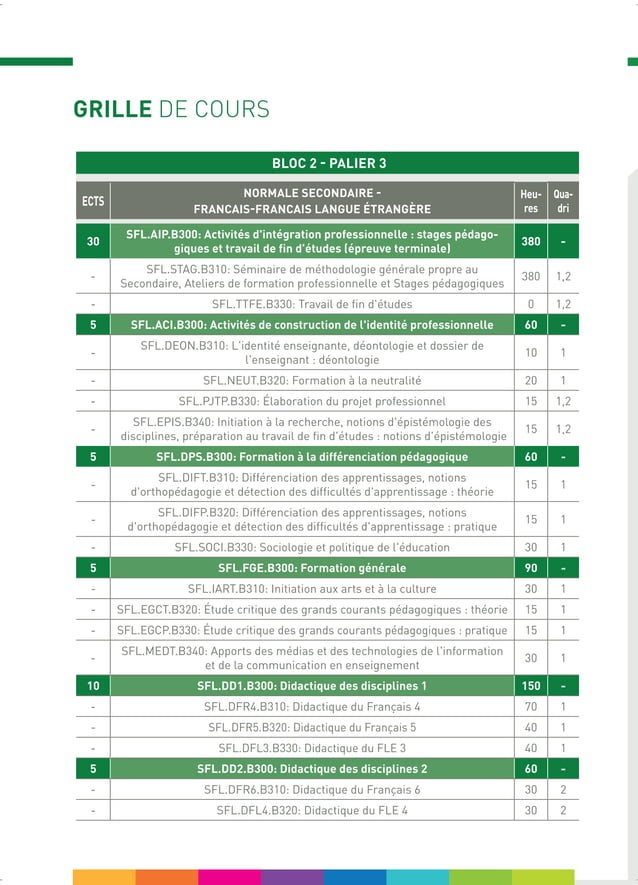 GRILLE DE COURS
BLOC 2 - PALIER 3
ECTS
NORMALE SECONDAIRE -
FRANCAIS-FRANCAIS LANGUE ÉTRANGÈRE
Heu-
res
Qua-
dri
30
SFL.AIP.B300: Activités d'intégration professionnelle : stages pédago-
giques et travail de fin d'études (épreuve terminale)
380 -
-
SFL.STAG.B310: Séminaire de méthodologie générale propre au
Secondaire, Ateliers de formation professionnelle et Stages pédagogiques
380 1,2
- SFL.TTFE.B330: Travail de fin d'études 0 1,2
5 SFL.ACI.B300: Activités de construction de l'identité professionnelle 60 -
-
SFL.DEON.B310: L'identité enseignante, déontologie et dossier de
l'enseignant : déontologie
10 1
- SFL.NEUT.B320: Formation à la neutralité 20 1
- SFL.PJTP.B330: Élaboration du projet professionnel 15 1,2
-
SFL.EPIS.B340: Initiation à la recherche, notions d'épistémologie des
disciplines, préparation au travail de fin d'études : notions d'épistémologie
15 1,2
5 SFL.DPS.B300: Formation à la différenciation pédagogique 60 -
-
SFL.DIFT.B310: Différenciation des apprentissages, notions
d'orthopédagogie et détection des difficultés d'apprentissage : théorie
15 1
-
SFL.DIFP.B320: Différenciation des apprentissages, notions
d'orthopédagogie et détection des difficultés d'apprentissage : pratique
15 1
- SFL.SOCI.B330: Sociologie et politique de l'éducation 30 1
5 SFL.FGE.B300: Formation générale 90 -
- SFL.IART.B310: Initiation aux arts et à la culture 30 1
- SFL.EGCT.B320: Étude critique des grands courants pédagogiques : théorie 15 1
- SFL.EGCP.B330: Étude critique des grands courants pédagogiques : pratique 15 1
-
SFL.MEDT.B340: Apports des médias et des technologies de l'information
et de la communication en enseignement
30 1
10 SFL.DD1.B300: Didactique des disciplines 1 150 -
- SFL.DFR4.B310: Didactique du Français 4 70 1
- SFL.DFR5.B320: Didactique du Français 5 40 1
- SFL.DFL3.B330: Didactique du FLE 3 40 1
5 SFL.DD2.B300: Didactique des disciplines 2 60 -
- SFL.DFR6.B310: Didactique du Français 6 30 2
- SFL.DFL4.B320: Didactique du FLE 4 30 2